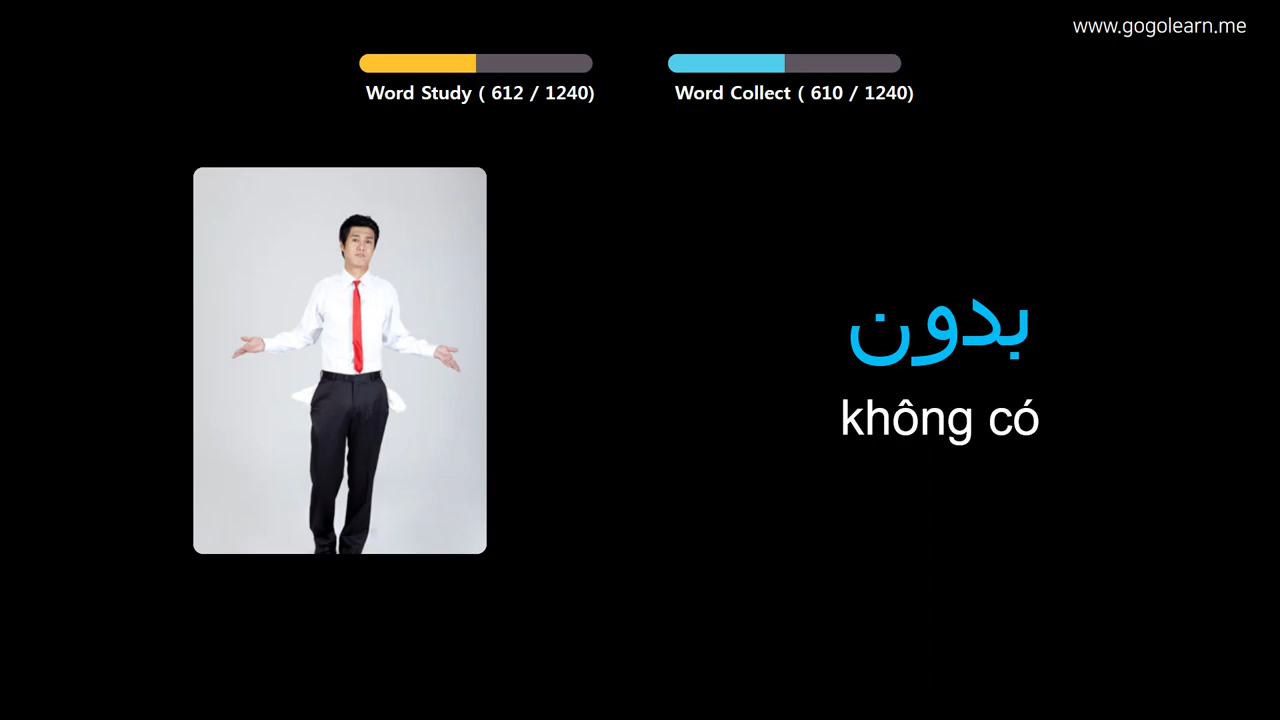 www.gogolearn.me
Word Study ( 612 / 1240)
Word Collect ( 610 / 1240)
بدون
không có